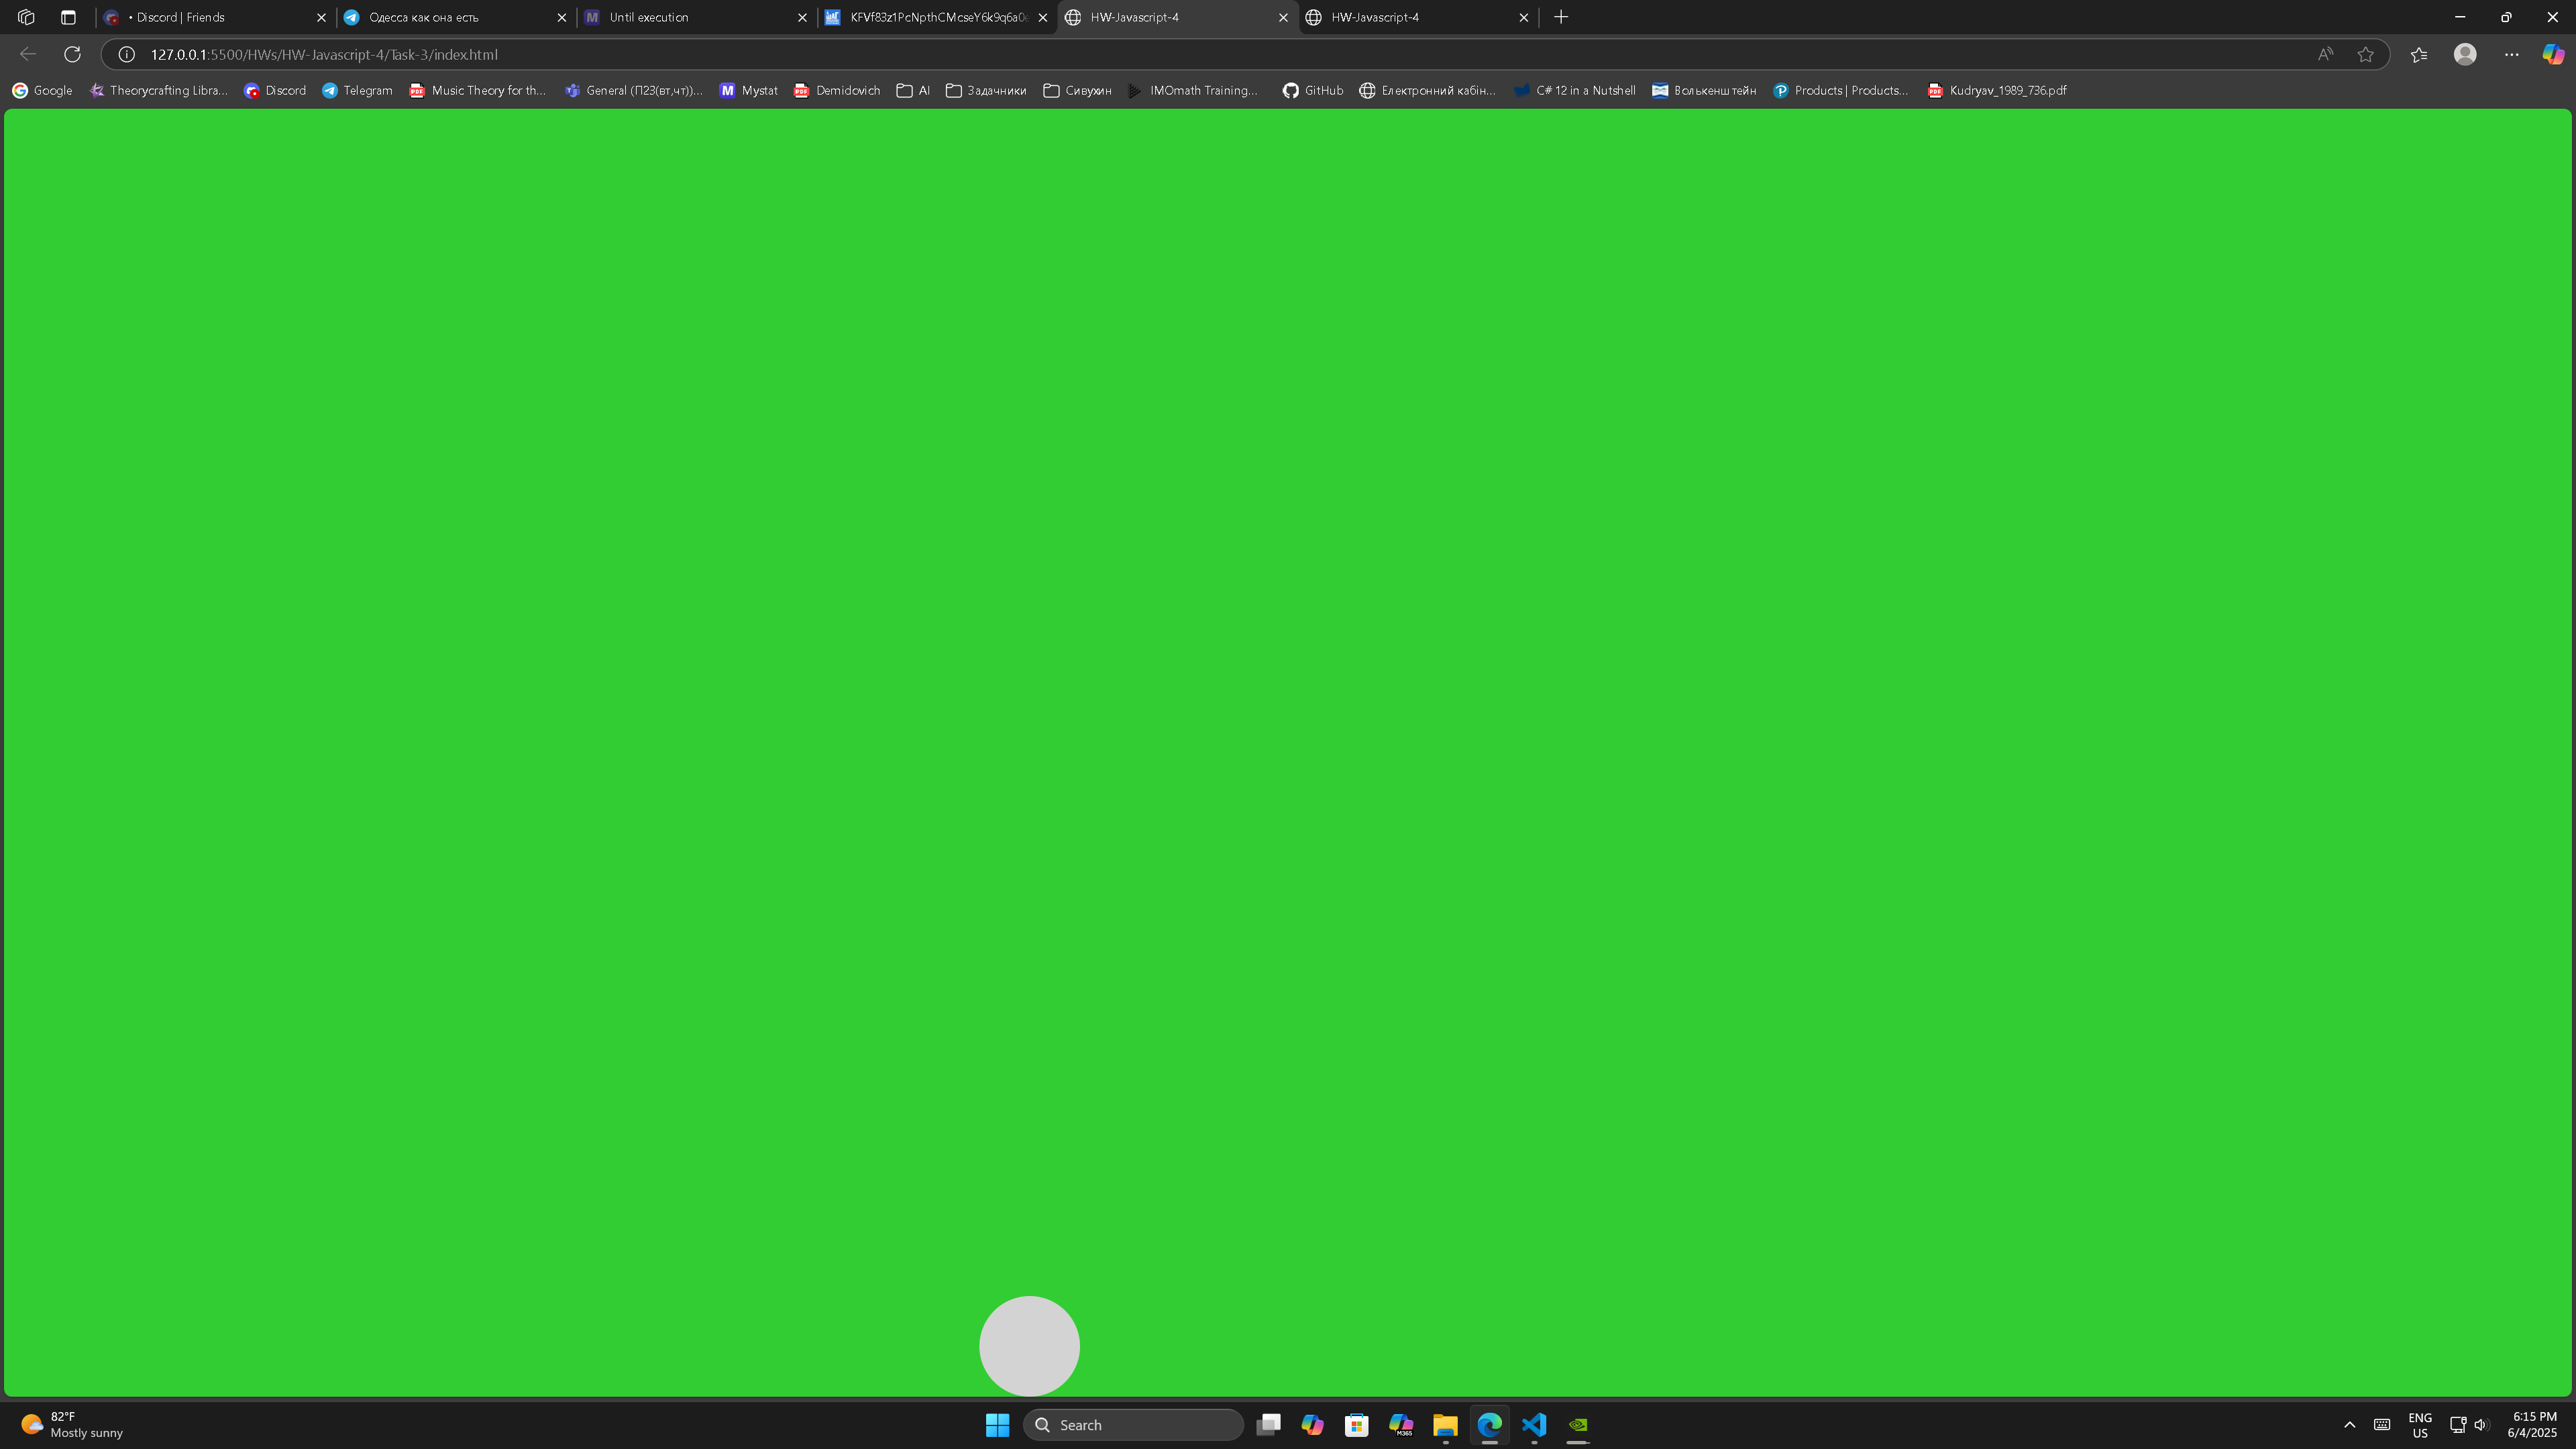 • Discord | Friends
Одесса как она есть
Until execution
KFVf83z1PcNpthCMcseY6k9q6a0e
HW-Javascript-4
HW-Javascript-4
127.0.0.1:5500/HWs/HW-Javascript-4/Task-3/index.html
Google
Theorycrafting Libra...
Discord
Telegram
Music Theory for th...
General (П23(вт,чт))...
Mystat
Demidovich
AI
Задачники
Сивухин
IMOmath Training...
GitHub
Електронний кабін...
C# 12 in a Nutshell
Волькенштейн
Products | Products...
Kudryav_1989_736.pdf
82°F
Mostly sunny
Search
M365
ENG
US
6:15 PM
6/4/2025